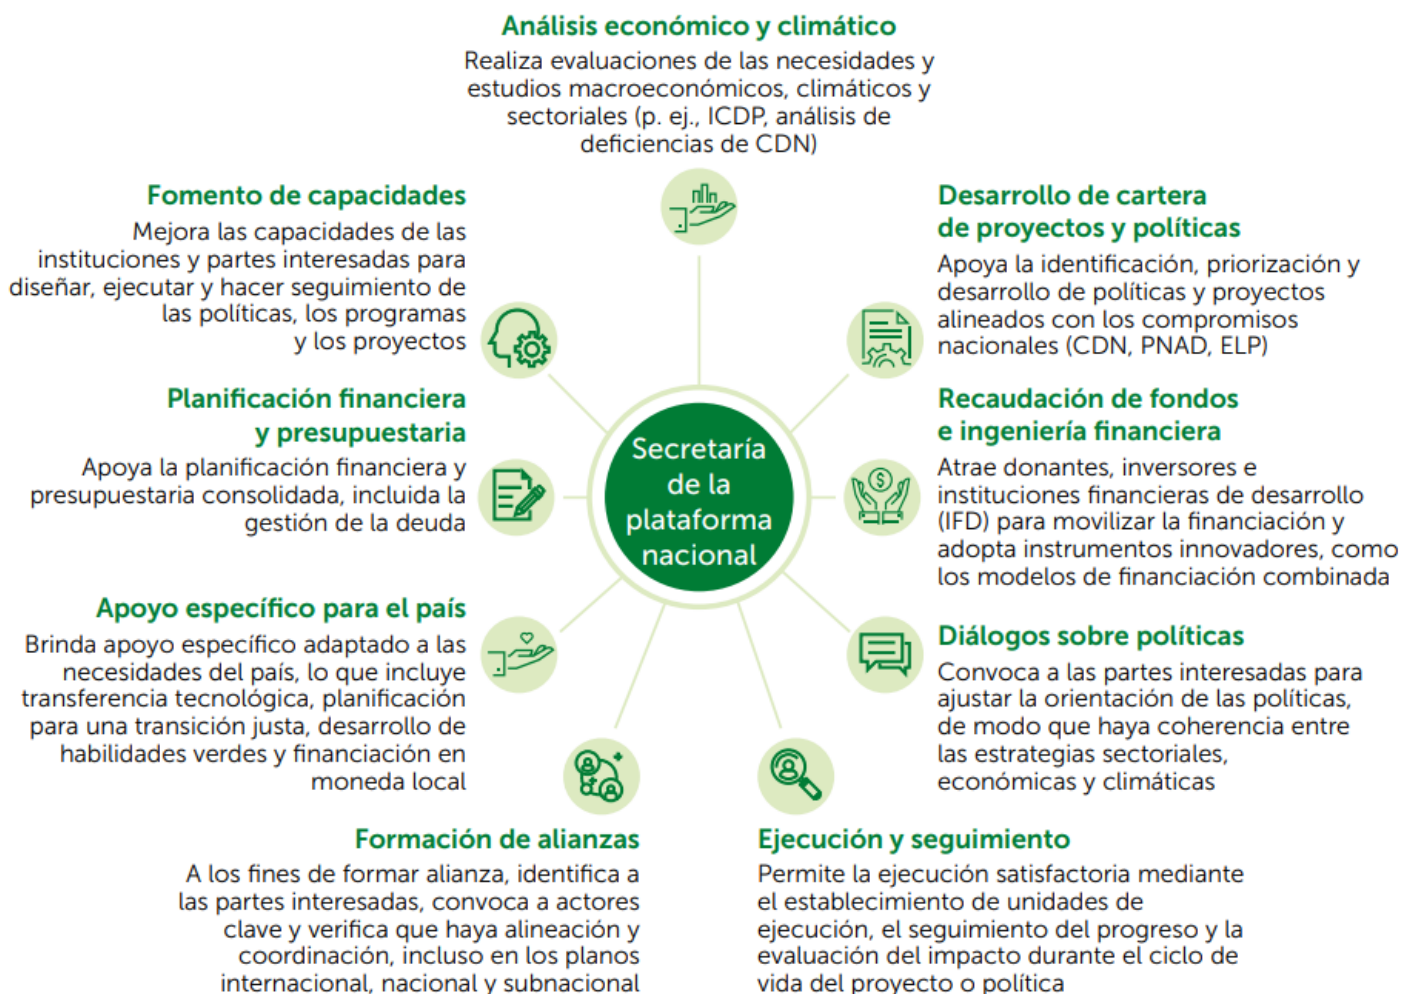 Análisis económico y climático
Realiza evaluaciones de las necesidades y
estudios macroeconómicos, climáticos y
sectoriales (p. ej., ICDP, análisis de
deficiencias de CDN)
Fomento de capacidades
Mejora las capacidades de las
instituciones y partes interesadas para
diseñar, ejecutar y hacer seguimiento de
las políticas, los programas
y los proyectos
Desarrollo de cartera
de proyectos y políticas
Apoya la identificación, priorización y
desarrollo de políticas y proyectos
alineados con los compromisos
nacionales (CDN, PNAD, ELP)
Planificación financiera
y presupuestaria
Apoya la planificación financiera y
presupuestaria consolidada, incluida la
gestión de la deuda
Secretaría
de la
plataforma
nacional
Recaudación de fondos
e ingeniería financiera
Atrae donantes, inversores e
instituciones financieras de desarrollo
(IFD) para movilizar la financiación y
adopta instrumentos innovadores, como
los modelos de financiación combinada
Apoyo específico para el país
Brinda apoyo específico adaptado a las
necesidades del país, lo que incluye
transferencia tecnológica, planificación
para una transición justa, desarrollo de
habilidades verdes y financiación en
moneda local
Diálogos sobre políticas
Convoca a las partes interesadas para
ajustar la orientación de las políticas,
de modo que haya coherencia entre
las estrategias sectoriales,
económicas y climáticas
Formación de alianzas
A los fines de formar alianza, identifica a
las partes interesadas, convoca a actores
clave y verifica que haya alineación y
coordinación, incluso en los planos
internacional, nacional y subnacional
Ejecución y seguimiento
Permite la ejecución satisfactoria mediante
el establecimiento de unidades de
ejecución, el seguimiento del progreso y la
evaluación del impacto durante el ciclo de
vida del proyecto o política